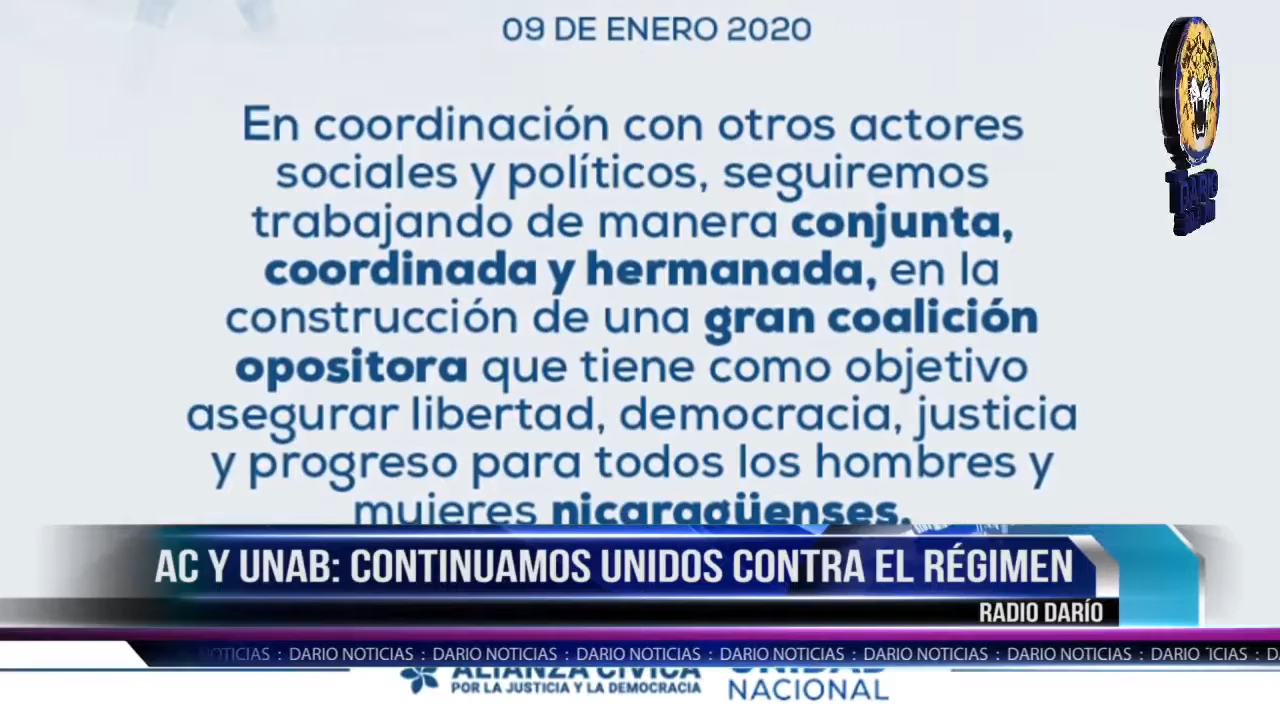 09 DE ENERO 2020
En coordinación con otros actores
sociales y políticos, seguiremos
trabajando de manera conjunta,
coordinada y hermanada, en la
construcción de una gran coalición
opositora que tiene como objetivo
asegurar libertad, democracia, justicia
y progreso para todos los hombres y
mujeres nicaragüenses.
DARIO
AC Y UNAB: CONTINUAMOS UNIDOS CONTRA EL RÉGIMEN
RADIO DARÍO
NOTICIAS : DARIO NOTICIAS : DARIO NOTICIAS : DARIO NOTICIAS : DARIO NOTICIAS : DARIO NOTICIAS : DARIO NOTICIAS : DARIO
ALIANZA CÍVICA
POR LA JUSTICIA Y LA DEMOCRACIA
UNIDAD
NACIONAL